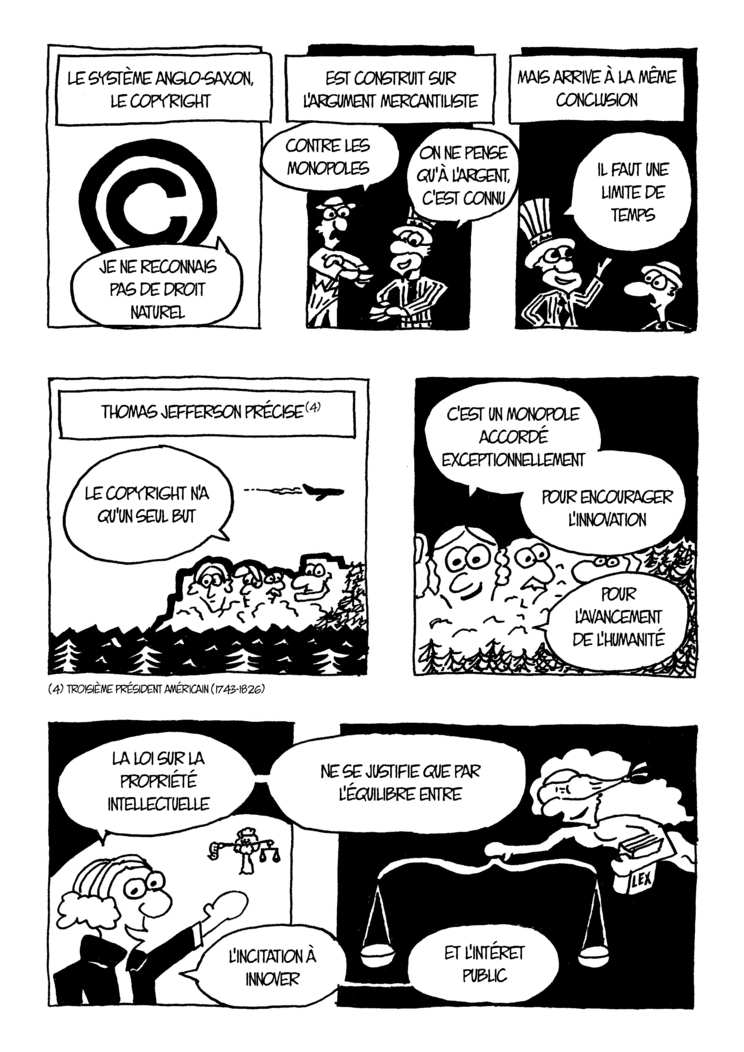 LE SYSTÈME ANGLO-SAXON,
LE COPYRIGHT
JE NE RECONNAIS
PAS DE DROIT
NATUREL
EST CONSTRUIT SUR
L'ARGUMENT MERCANTILISTE
CONTRE LES
MONOPOLES
ON NE PENSE
QU'À L'ARGENT,
C'EST CONNU
MAIS ARRIVE À LA MÊME
CONCLUSION
IL FAUT UNE
LIMITE DE
TEMPS
THOMAS JEFFERSON PRÉCISE(4)
LE COPYRIGHT N'A
QU'UN SEUL BUT
C'EST UN MONOPOLE
ACCORDÉ
EXCEPTIONNELLEMENT
POUR ENCOURAGER
L'INNOVATION
POUR
L'AVANCEMENT
DE L'HUMANITÉ
(4) TROISIÈME PRÉSIDENT AMÉRICAIN (1743-1826)
LA LOI SUR LA
PROPRIÉTÉ
INTELLECTUELLE
NE SE JUSTIFIE QUE PAR
L'ÉQUILIBRE ENTRE
LEX
L'INCITATION À
INNOVER
ET L'INTÉRET
PUBLIC